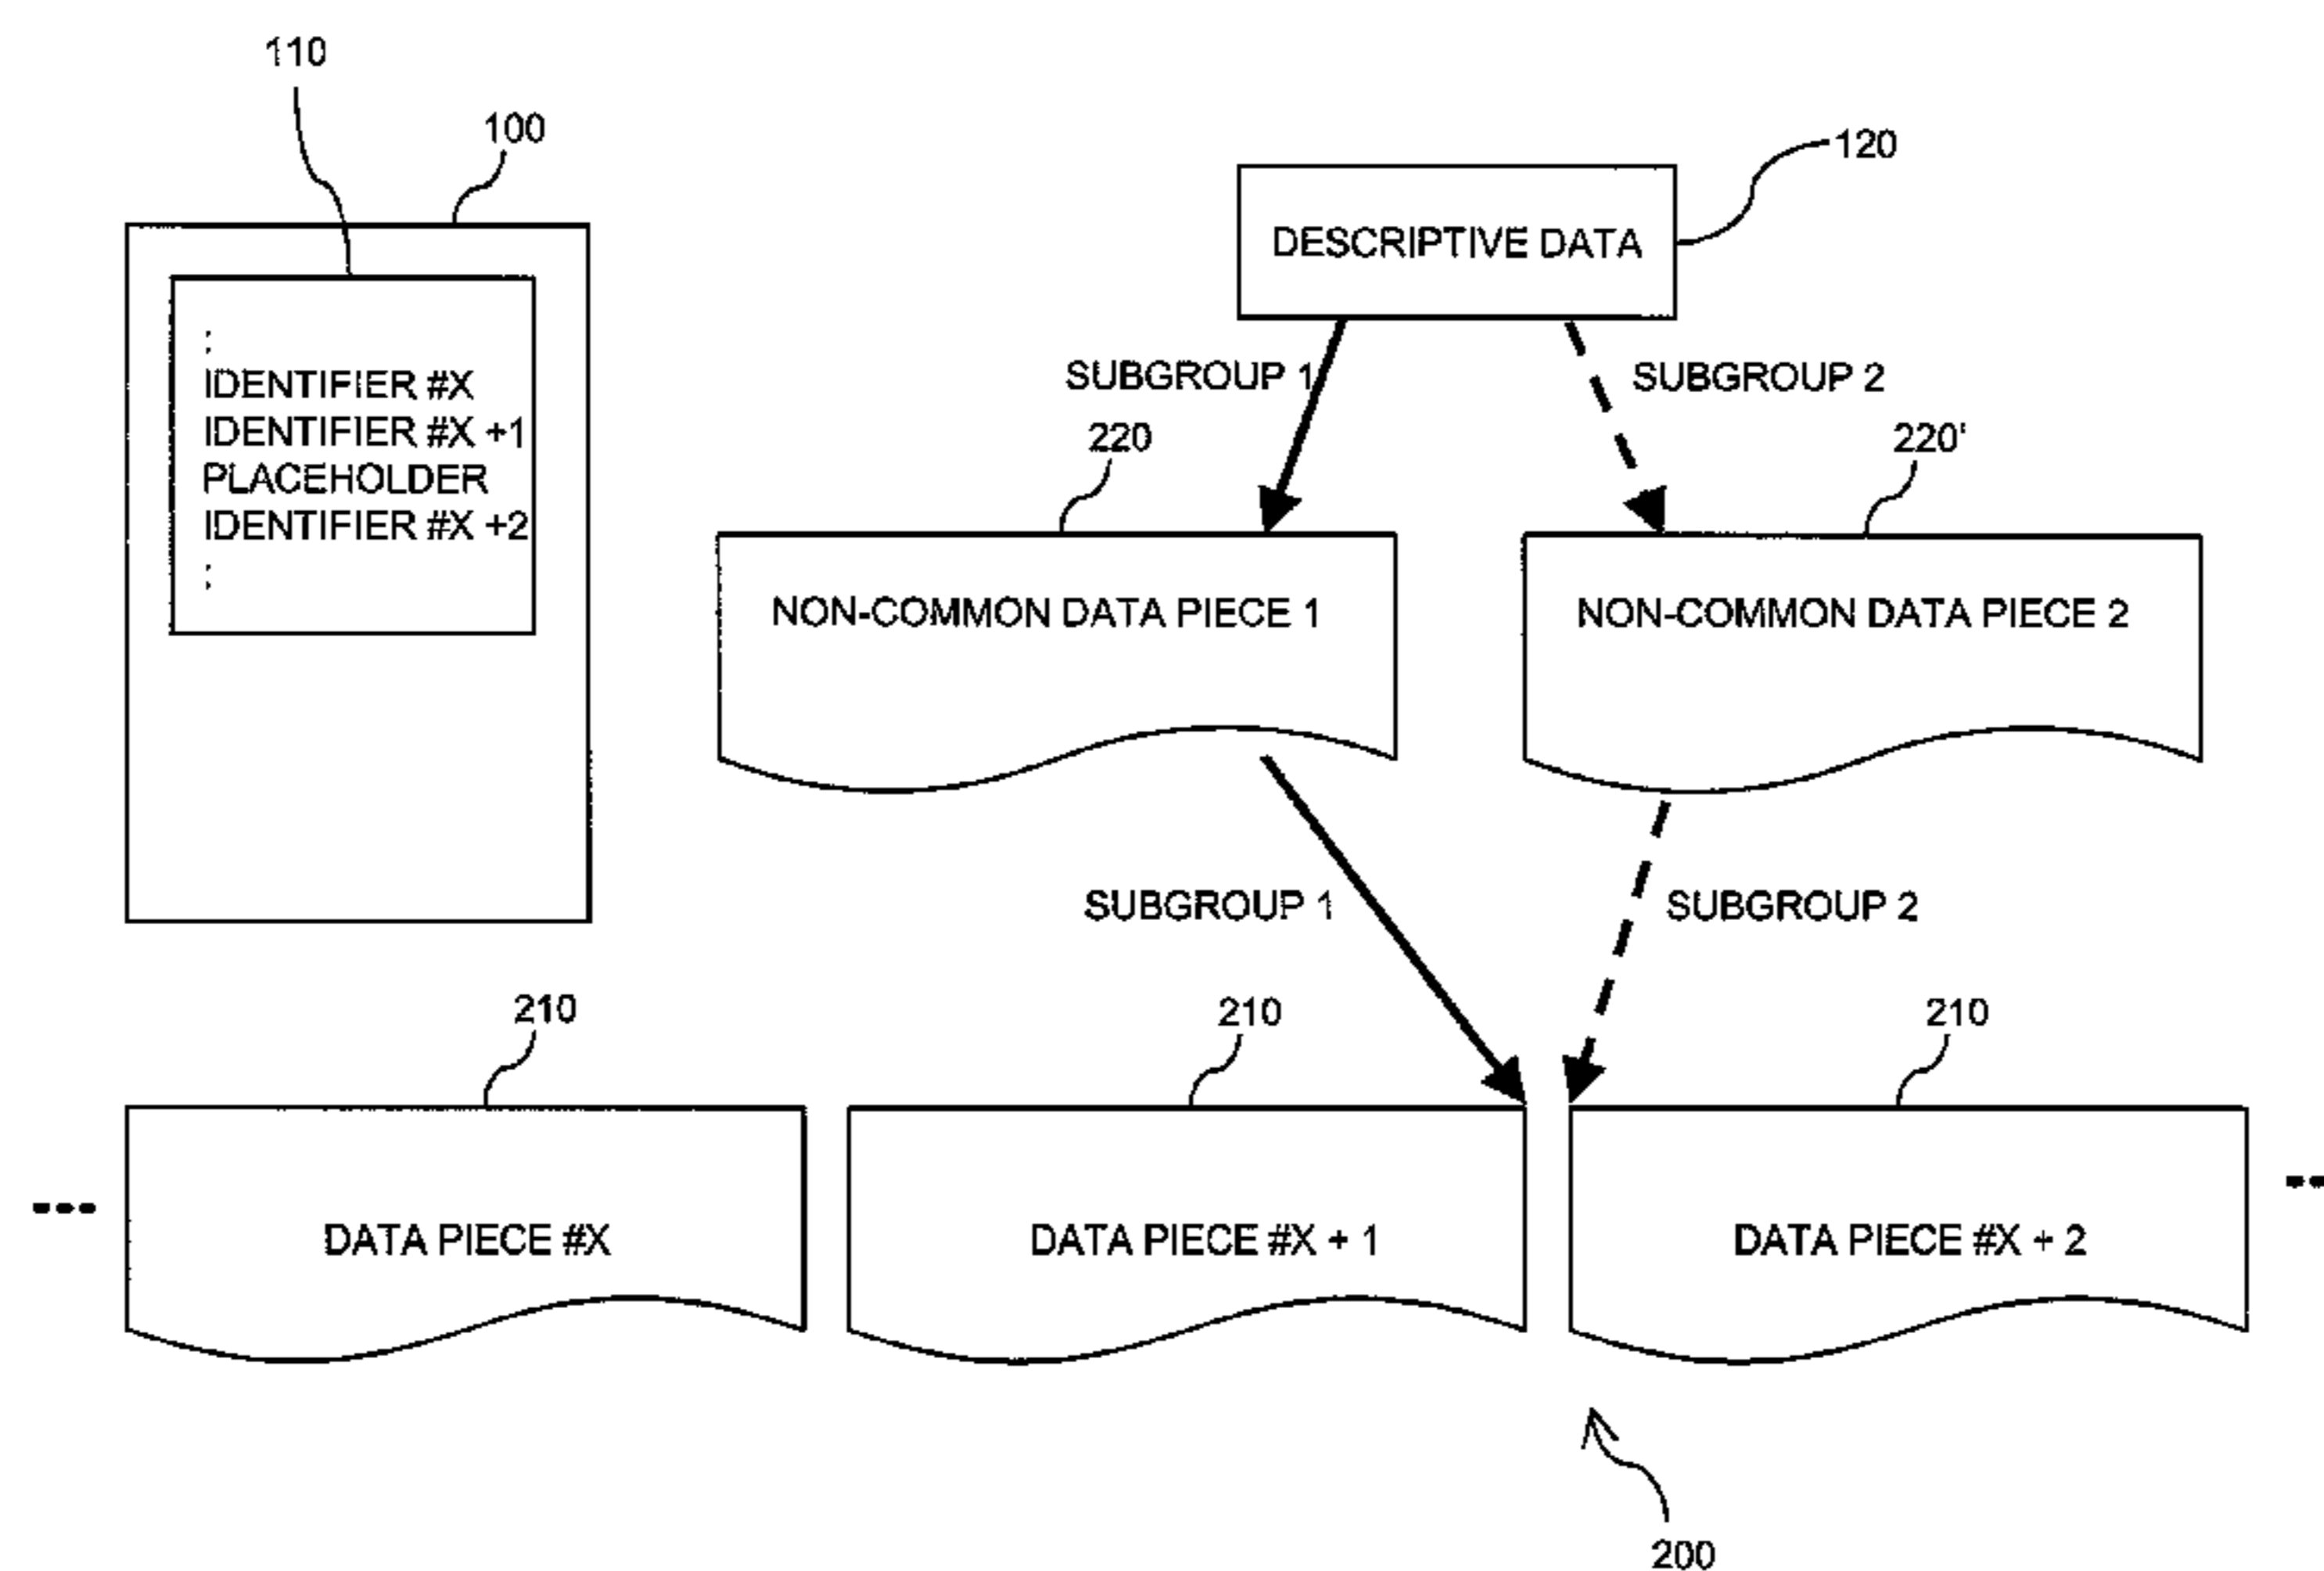 110
100
120
DESCRIPTIVE DATA
:
IDENTIFIER #X
IDENTIFIER #X +1
PLACEHOLDER
IDENTIFIER #X +2
:
SUBGROUP 1
SUBGROUP 2
220
220'
NON-COMMON DATA PIECE 1
NON-COMMON DATA PIECE 2
SUBGROUP 1
SUBGROUP 2
210
210
210
DATA PIECE #X
DATA PIECE #X + 1
DATA PIECE #X + 2
200